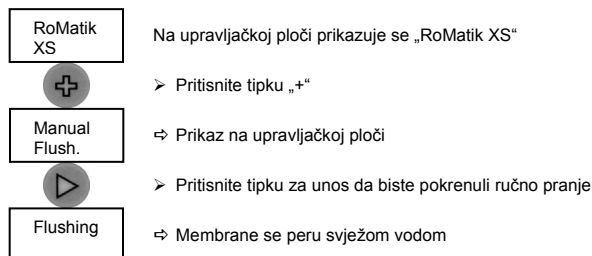 RoMatik
XS
Na upravljačkoj ploči prikazuje se „RoMatik XS“
➢ Pritisnite tipku „+“
Manual
Flush.
⇨ Prikaz na upravljačkoj ploči
➢ Pritisnite tipku za unos da biste pokrenuli ručno pranje
Flushing
⇨ Membrane se peru svježom vodom